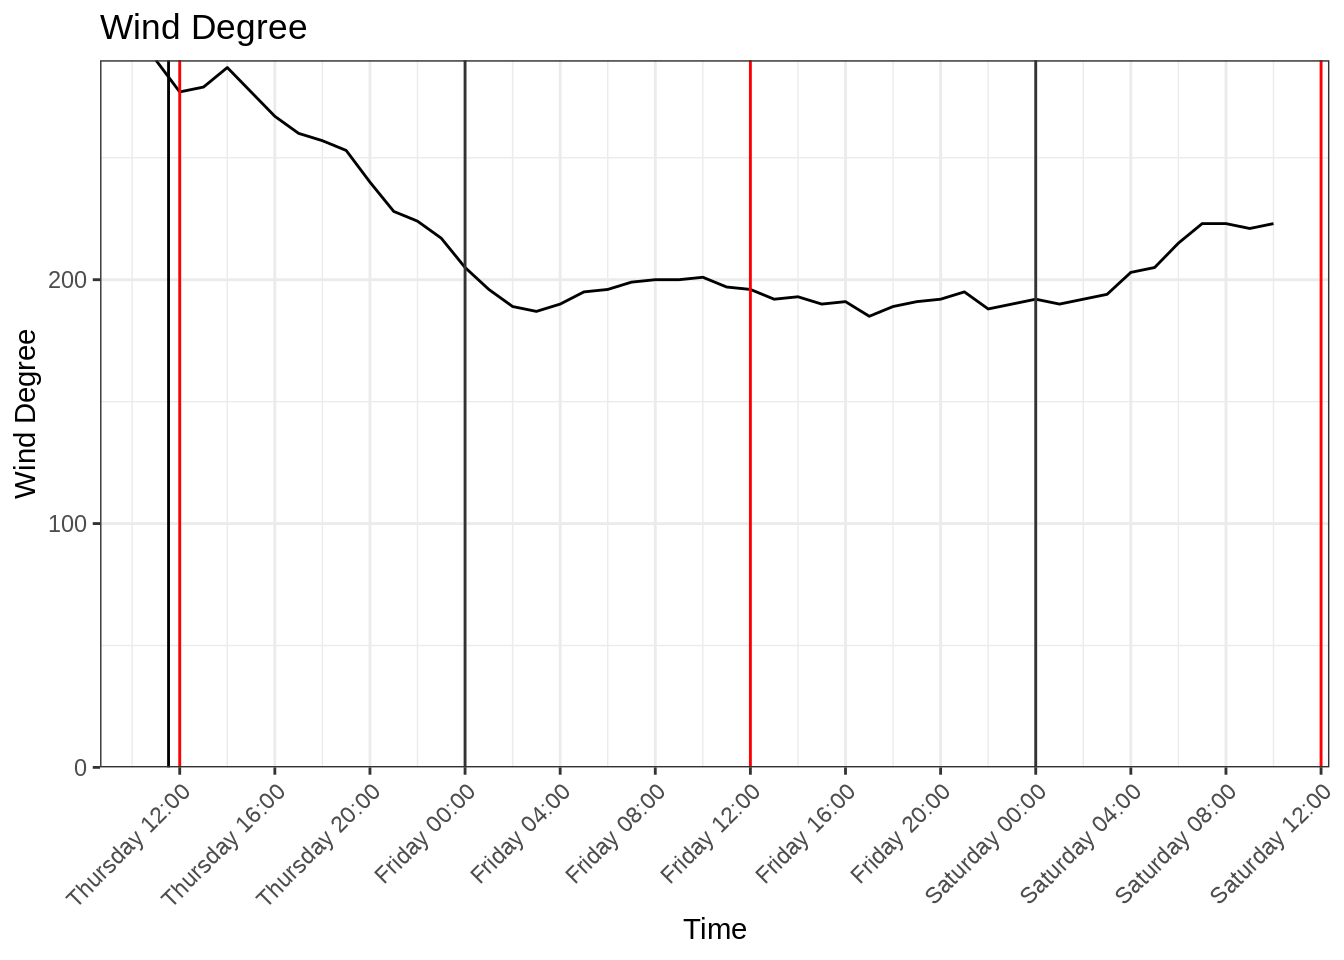 Wind Degree
Wind Degree
200
100
0
Thursday 12:00
Thursday 16:00
Thursday 20:00
Friday 00:00
Friday 04:00
Friday 08:00
Friday 12:00
Friday 16:00
Friday 20:00
Saturday 00:00
Saturday 04:00
Saturday 08:00
Saturday 12:00
Time